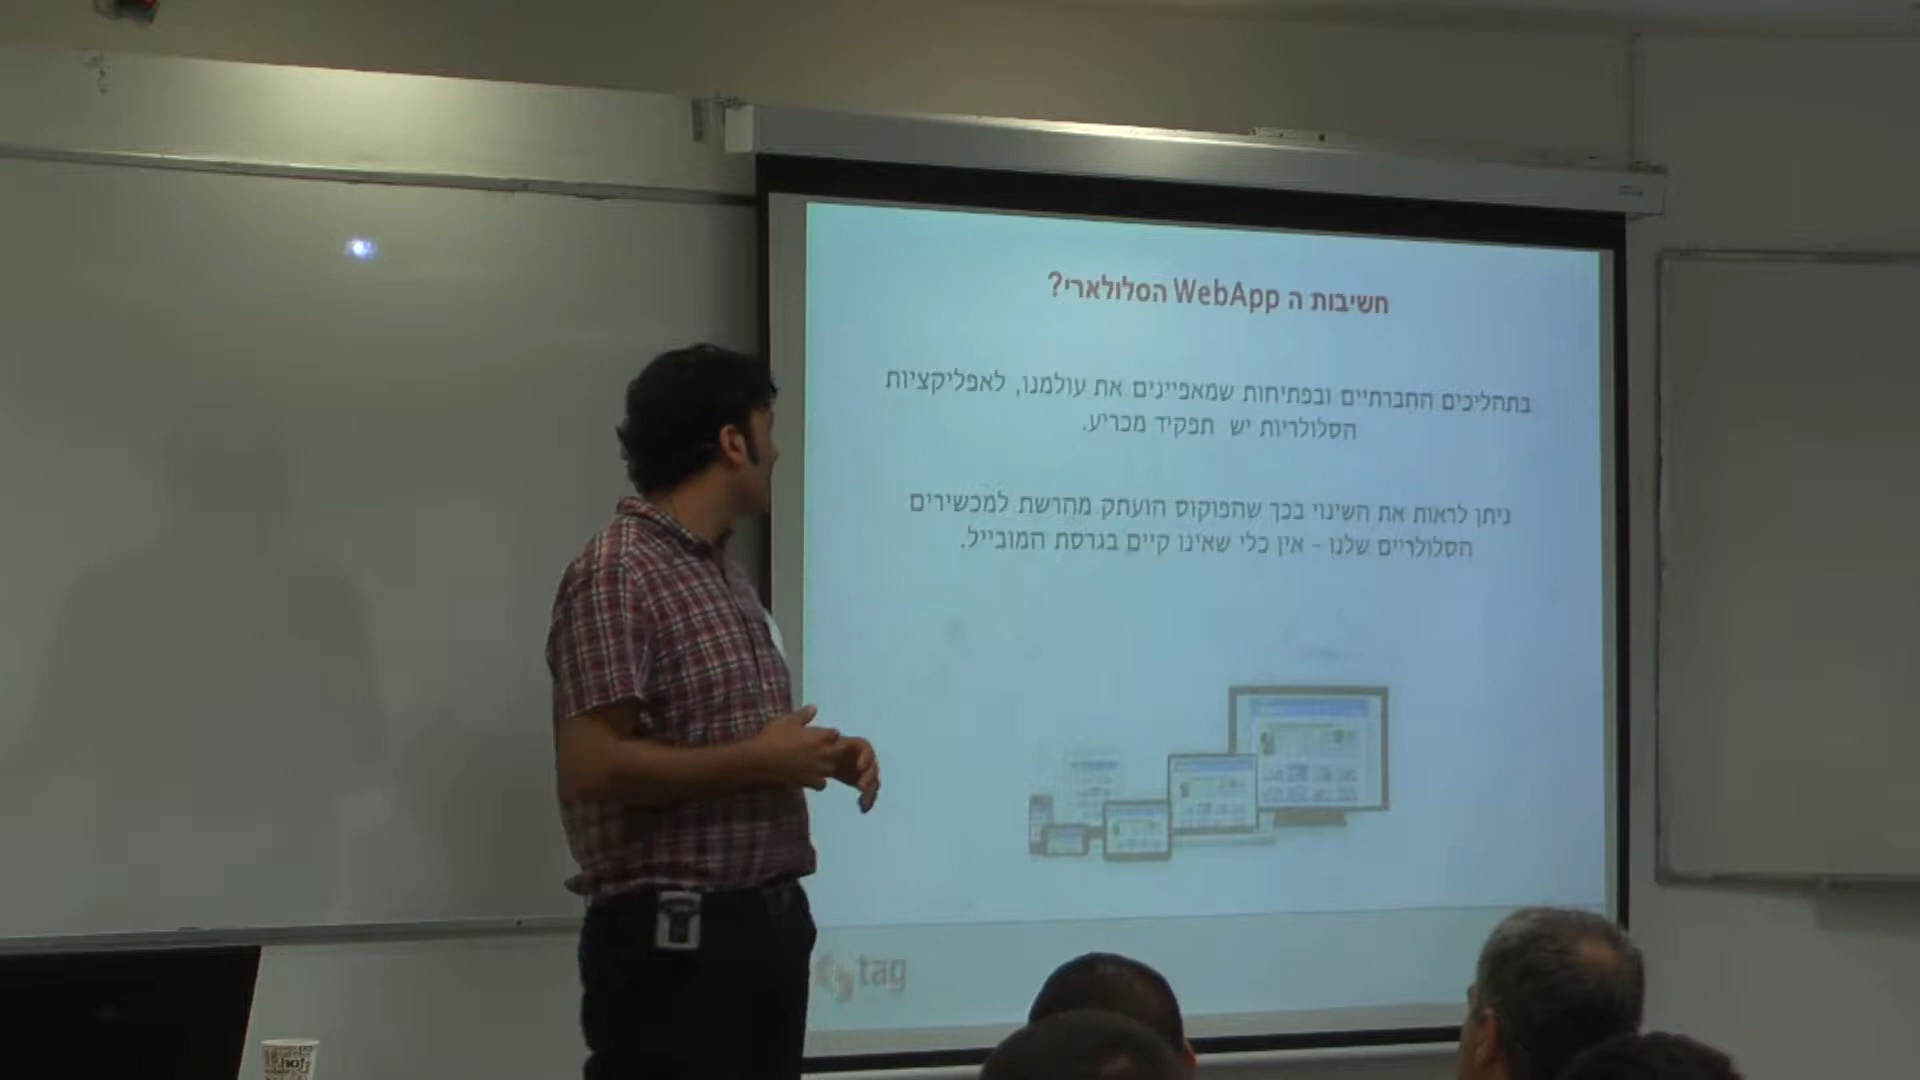 חשיבות ה WebApp הסלולארי?
בתהליכים החברתיים ובפתיחות שמאפיינים את עולמנו, לאפליקציות
הסלולריות יש תפקיד מכריע.
ניתן לראות את השינוי בכך שהפוקוס הועתק מהרשת למכשירים
הסלולריים שלנו - אין כלי שאינו קיים בגרסת המובייל.
tag